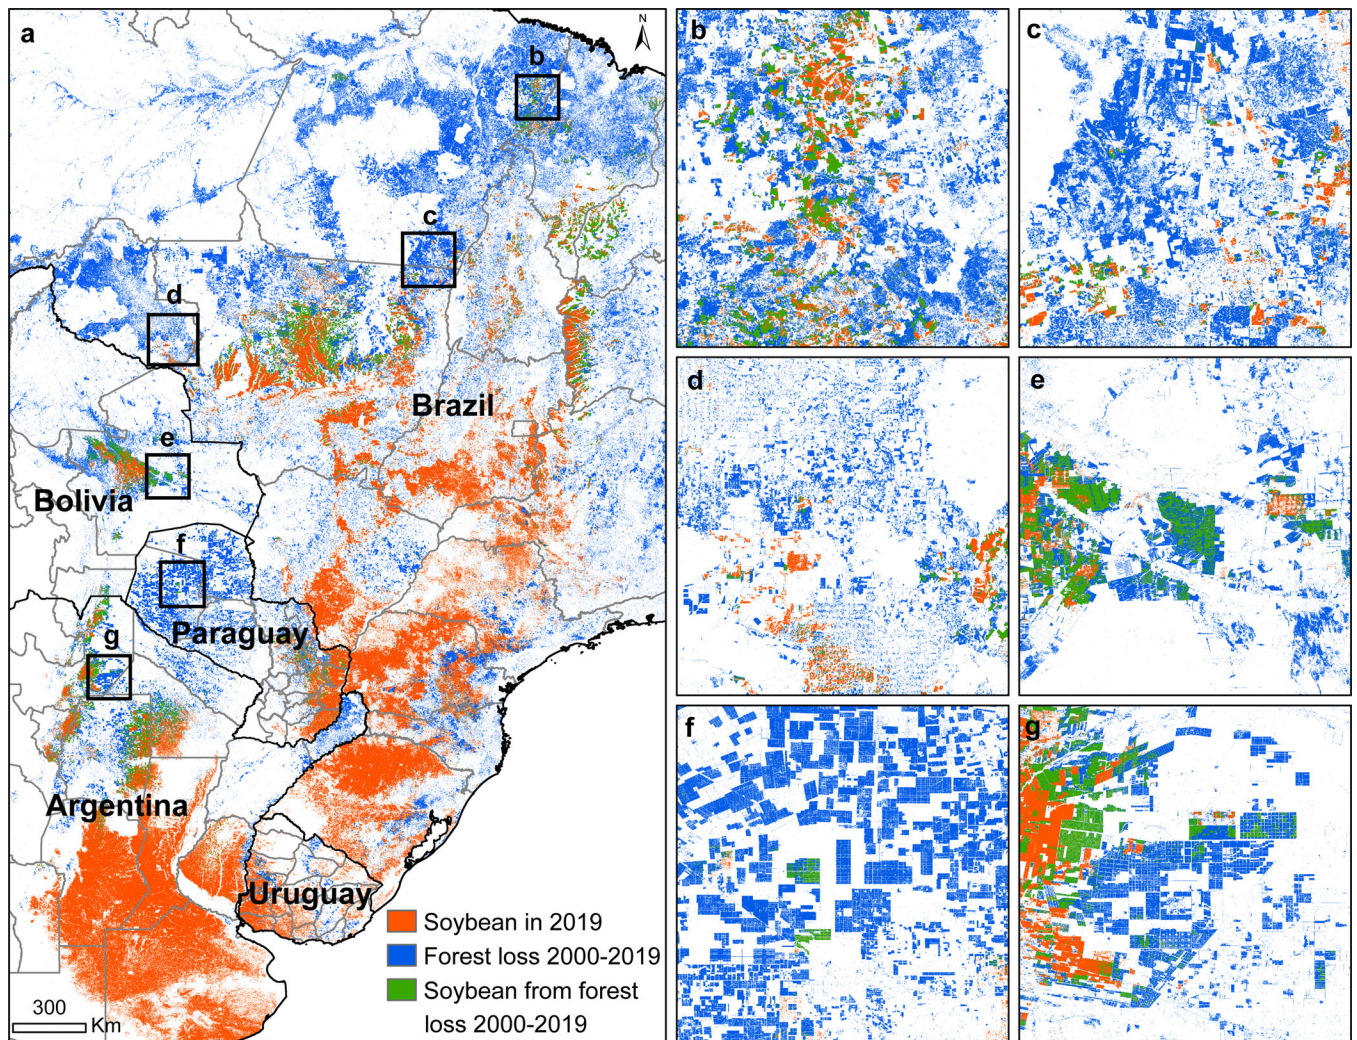 a
N
b
c
d
Brazil
e
Bolivia
f
Paraguay
g
Argentina
Uruguay
Soybean in 2019
Forest loss 2000-2019
Soybean from forest
loss 2000-2019
300
Km
b
c
d
e
f
g